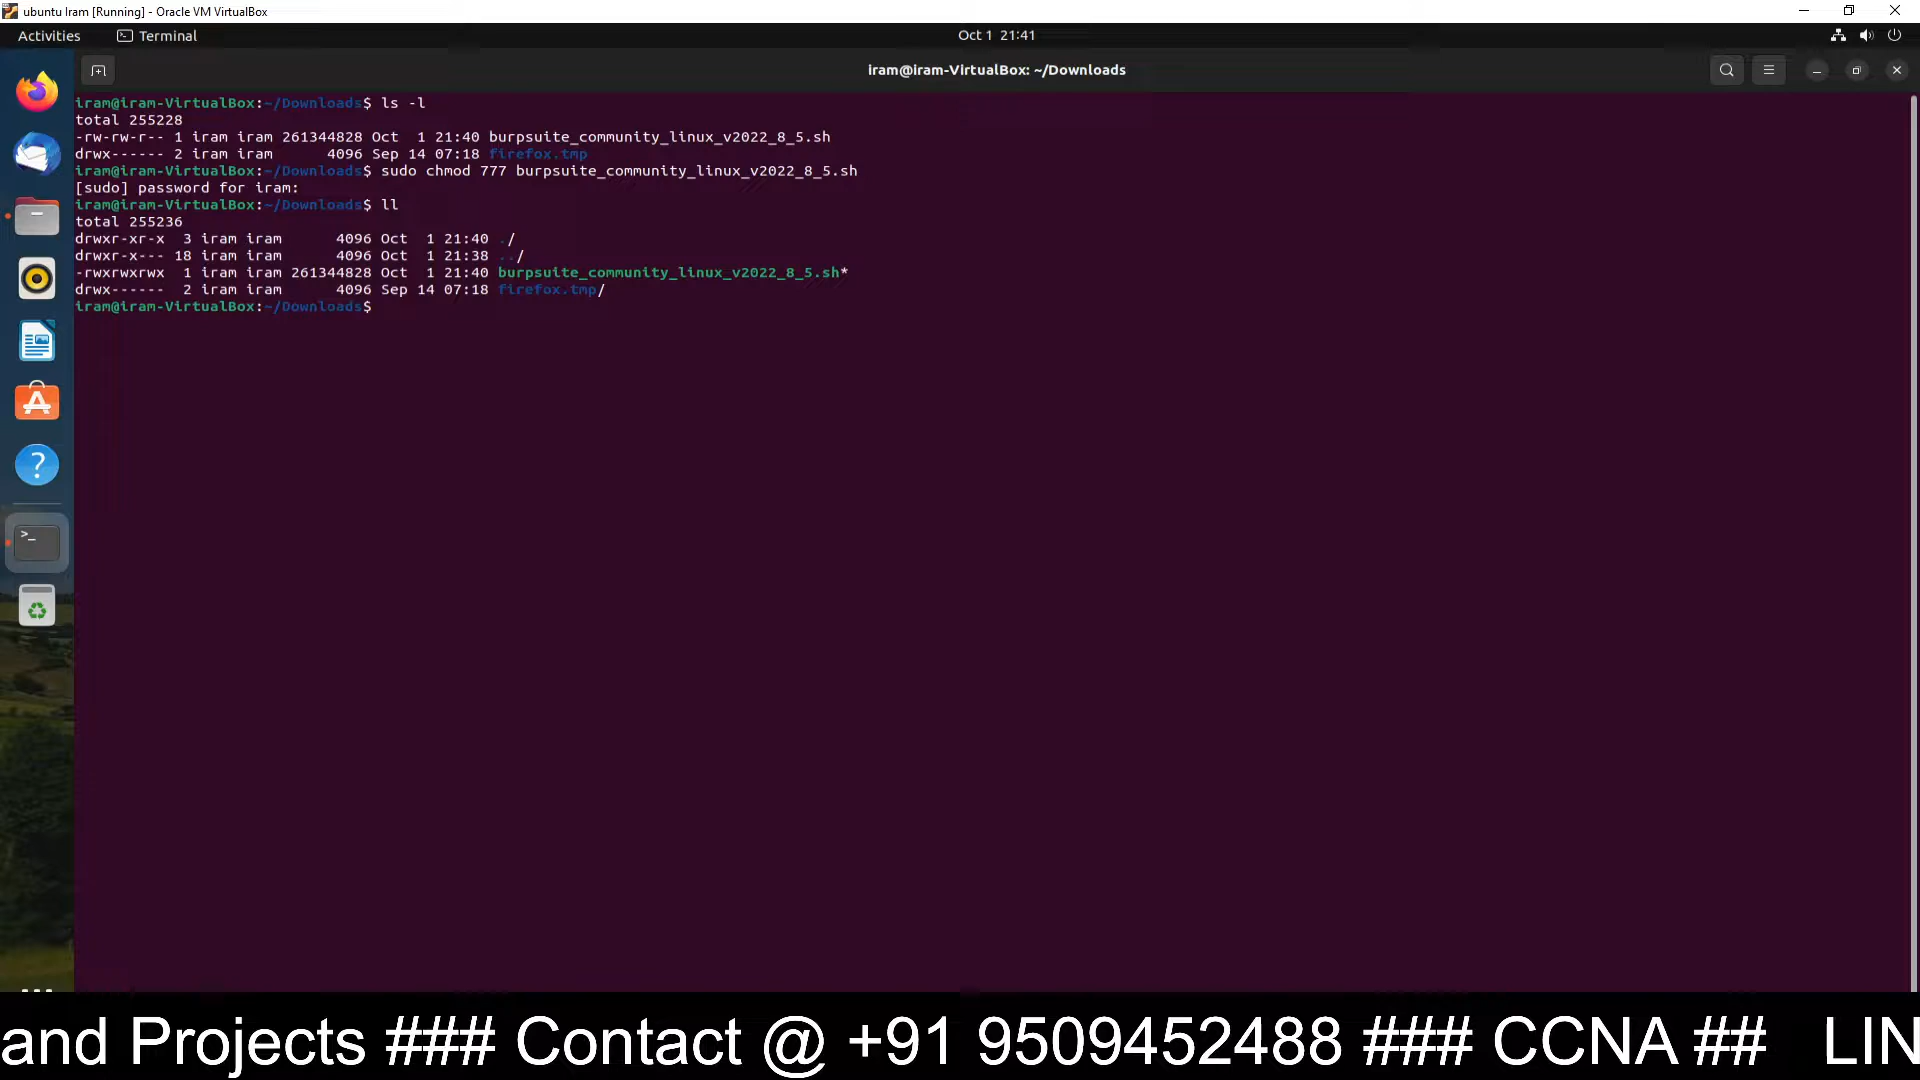 ubuntu Iram [Running] - Oracle VM VirtualBox
Activities
Terminal
Oct 1 21:41
iram@iram-VirtualBox: ~/Downloads
iram@iram-VirtualBox:~/Downloads$ ls -l
total 255228
-rw-rw-r-- 1 iram iram 261344828 Oct  1 21:40 burpsuite_community_linux_v2022_8_5.sh
drwx------ 2 iram iram      4096 Sep 14 07:18 firefox.tmp
iram@iram-VirtualBox:~/Downloads$ sudo chmod 777 burpsuite_community_linux_v2022_8_5.sh
[sudo] password for iram:
iram@iram-VirtualBox:~/Downloads$ ll
total 255236
drwxr-xr-x  3 iram iram      4096 Oct  1 21:40 ./
drwxr-x--- 18 iram iram      4096 Oct  1 21:38 ../
-rwxrwxrwx  1 iram iram 261344828 Oct  1 21:40 burpsuite_community_linux_v2022_8_5.sh*
drwx------  2 iram iram      4096 Sep 14 07:18 firefox.tmp/
iram@iram-VirtualBox:~/Downloads$
and Projects ### Contact @ +91 9509452488 ### CCNA ## LIN